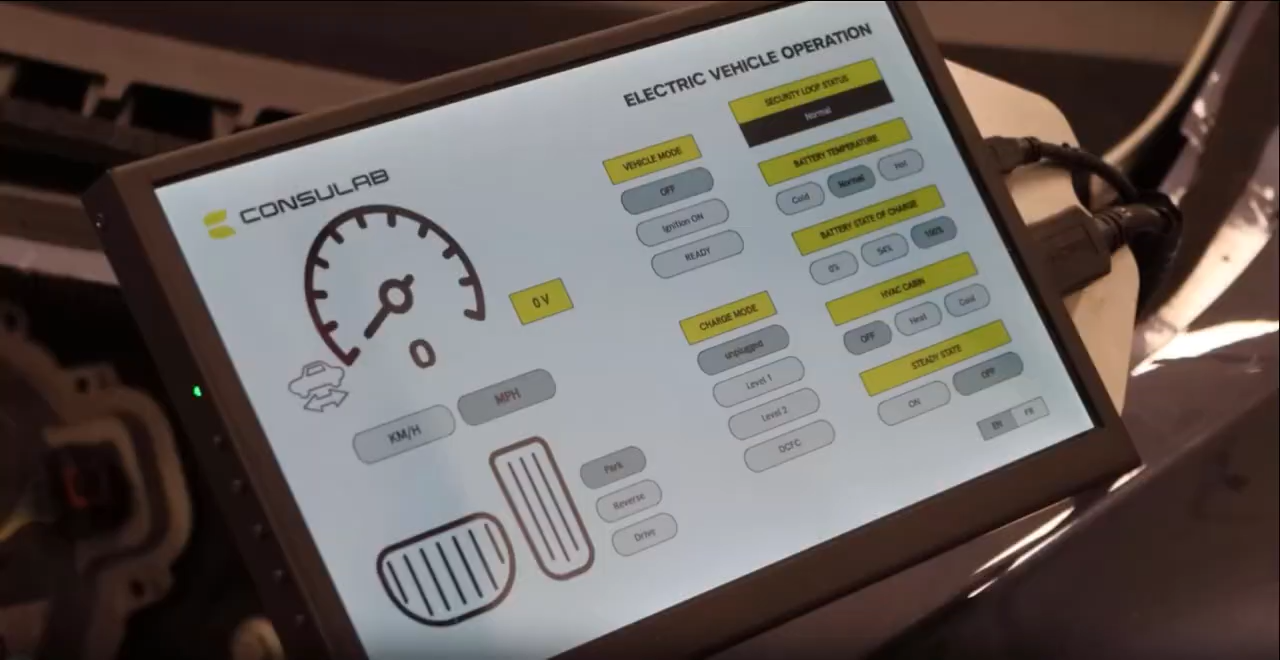 ELECTRIC VEHICLE OPERATION
CONSULAB
0
0 V
KM/H
MPH
Park
Reverse
Drive
VEHICLE MODE
OFF
Ignition ON
READY
CHARGE MODE
unplugged
Level 1
Level 2
DCFC
SECURITY LOOP STATUS
Normal
BATTERY TEMPERATURE
Cold
Normal
Hot
BATTERY STATE OF CHARGE
0%
54%
100%
HVAC CABIN
OFF
Heat
Cold
STEADY STATE
ON
OFF
EN
FR